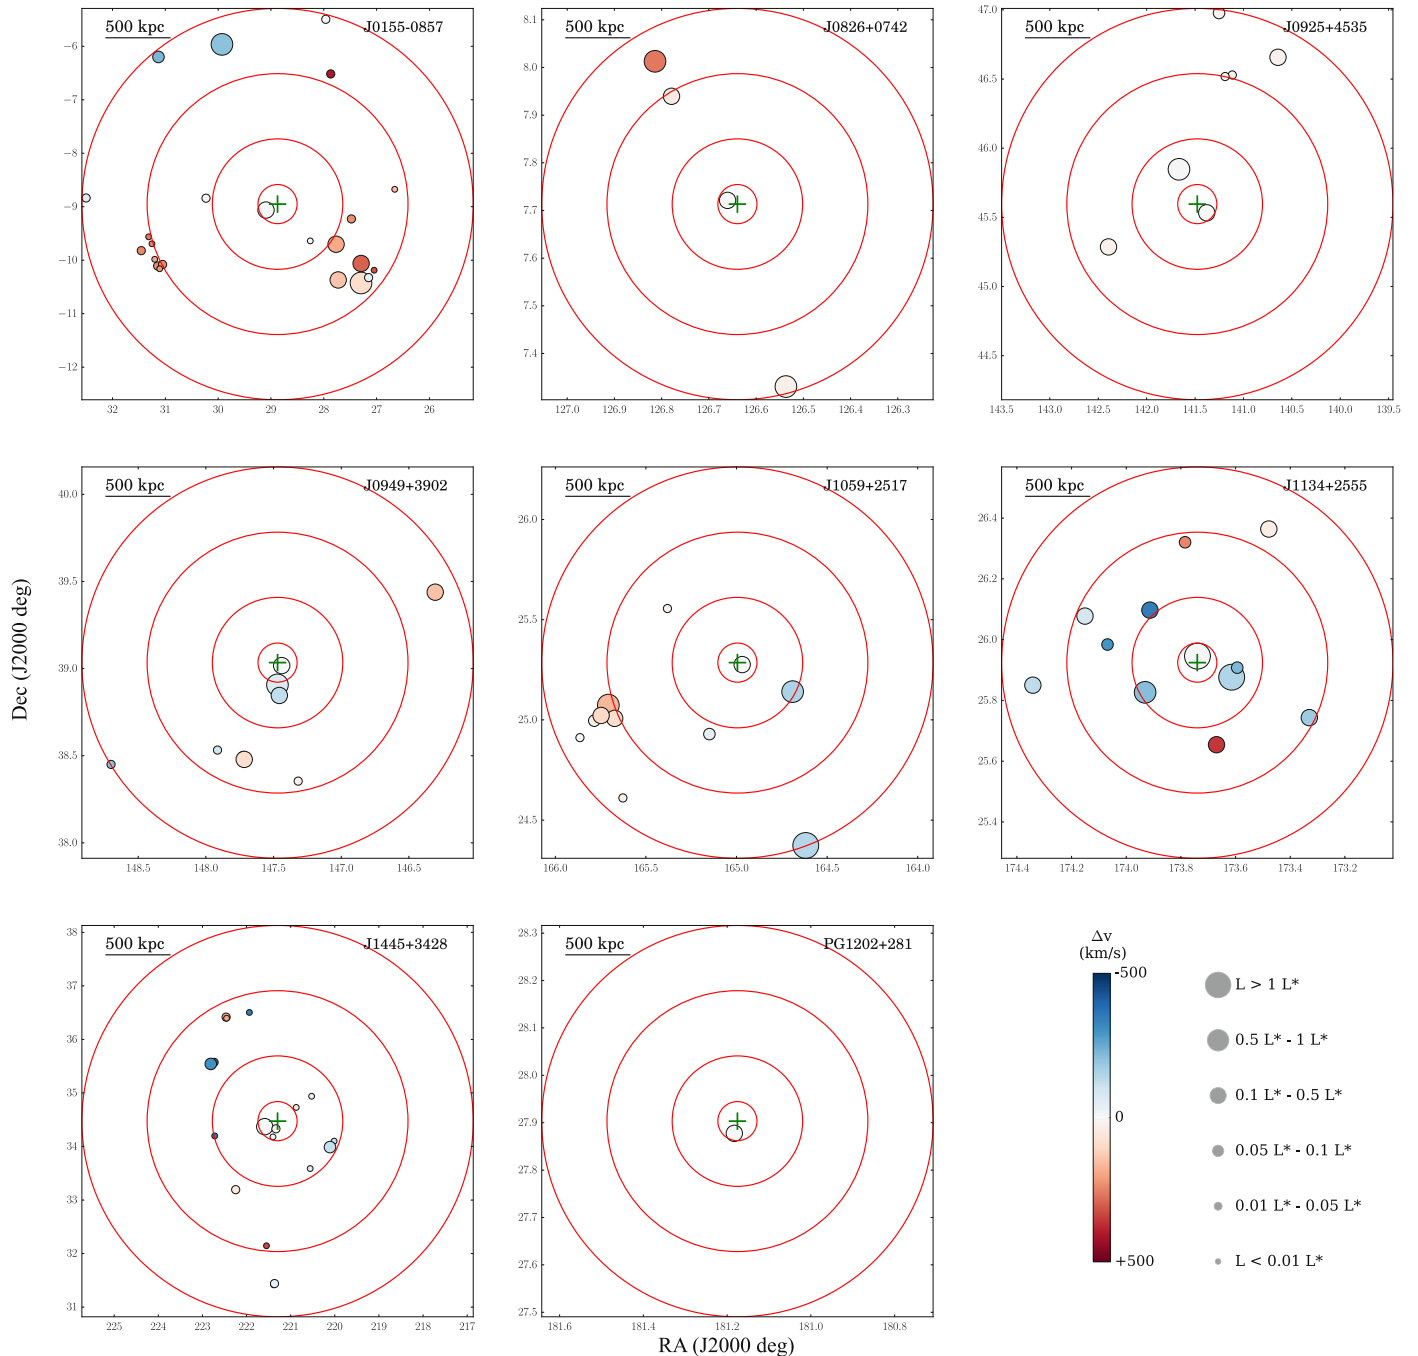 500 kpc J0155-0857
−6
−7
−8
−9
−10
−11
−12
32 31 30 29 28 27 26
500 kpc J0826+0742
8.1
8.0
7.9
7.8
7.7
7.6
7.5
7.4
127.0 126.9 126.8 126.7 126.6 126.5 126.4 126.3
500 kpc J0925+4535
47.0
46.5
46.0
45.5
45.0
44.5
143.5 143.0 142.5 142.0 141.5 141.0 140.5 140.0 139.5
500 kpc J0949+3902
40.0
39.5
39.0
38.5
38.0
148.5 148.0 147.5 147.0 146.5
500 kpc J1059+2517
26.0
25.5
25.0
24.5
166.0 165.5 165.0 164.5 164.0
500 kpc J1134+2555
26.4
26.2
26.0
25.8
25.6
25.4
174.4 174.2 174.0 173.8 173.6 173.4 173.2
Dec (J2000 deg)
500 kpc J1445+3428
38
37
36
35
34
33
32
31
225 224 223 222 221 220 219 218 217
500 kpc PG1202+281
28.3
28.2
28.1
28.0
27.9
27.8
27.7
27.6
27.5
181.6 181.4 181.2 181.0 180.8
RA (J2000 deg)
Δv
(km/s)
-500
0
+500
L > 1 L*
0.5 L* - 1 L*
0.1 L* - 0.5 L*
0.05 L* - 0.1 L*
0.01 L* - 0.05 L*
L < 0.01 L*